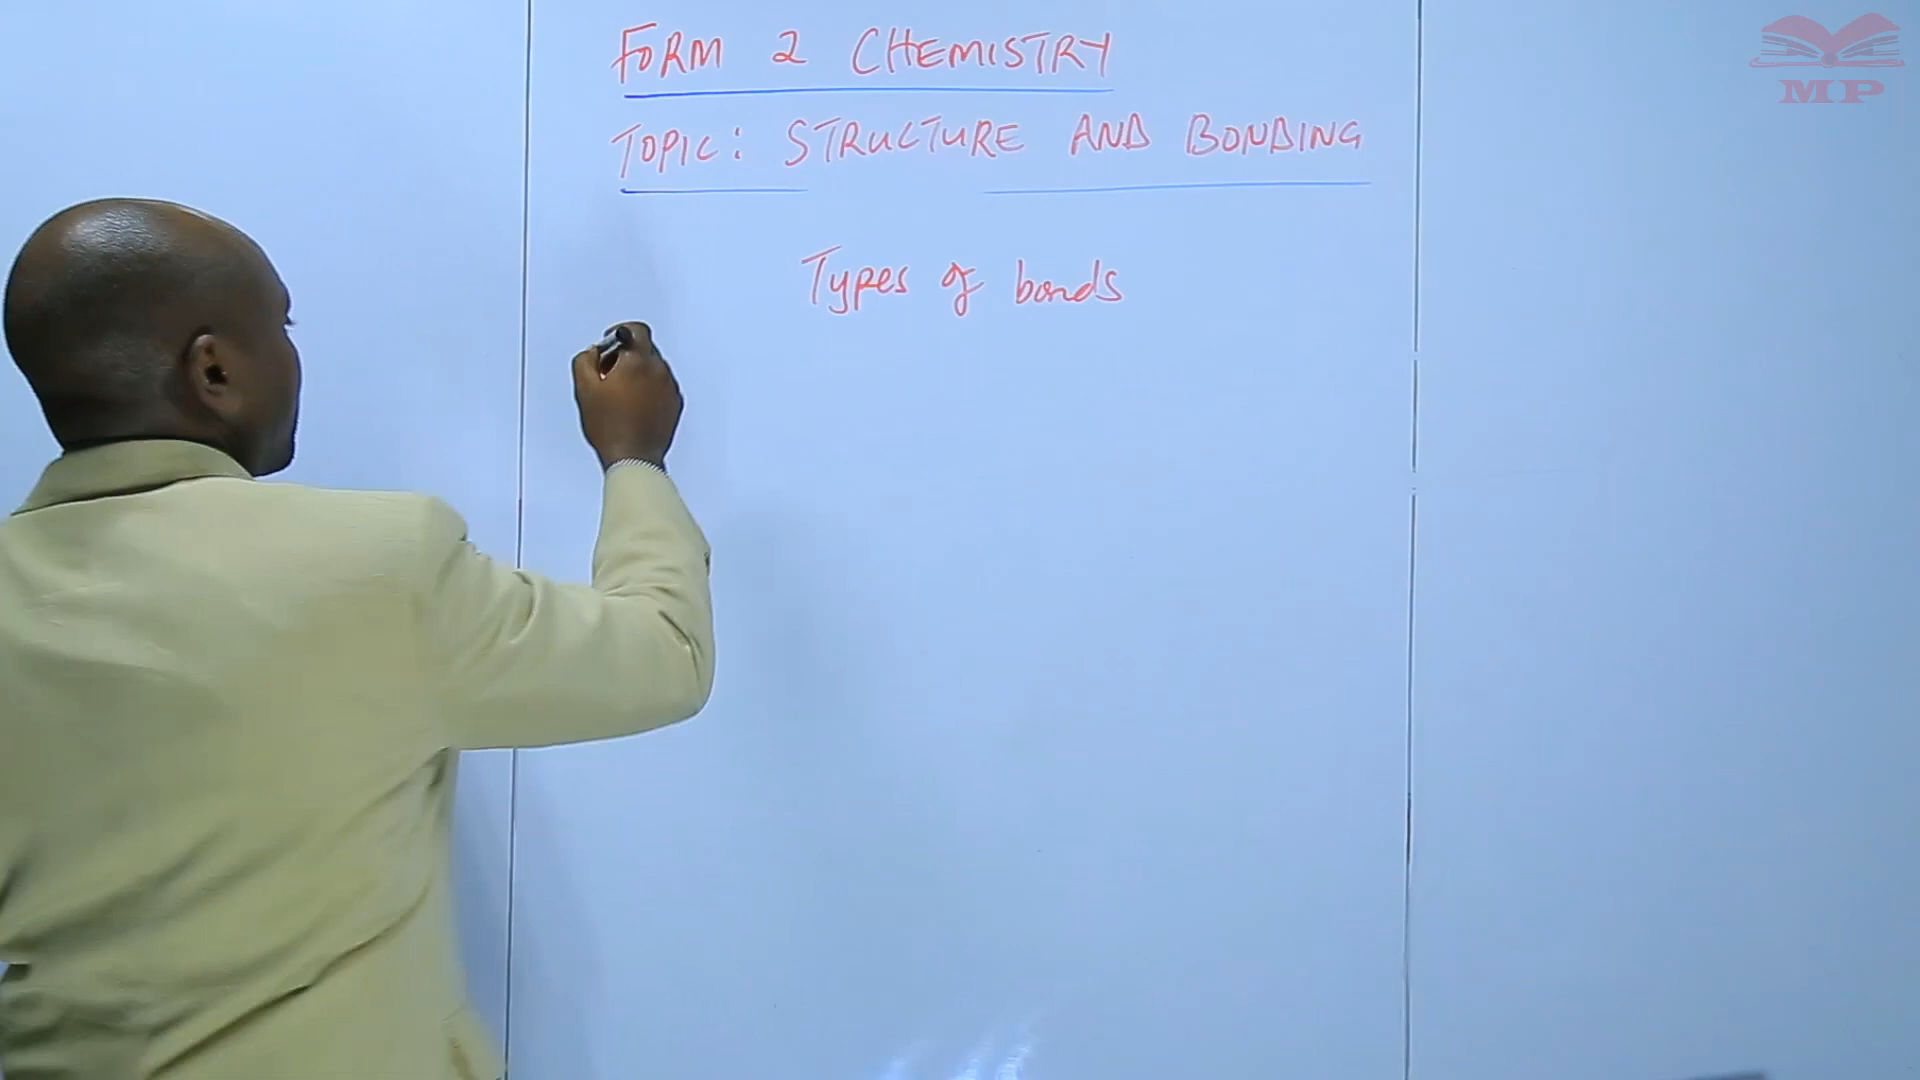 FORM 2 CHEMISTRY
TOPIC: STRUCTURE AND BONDING
Types of bonds
MP